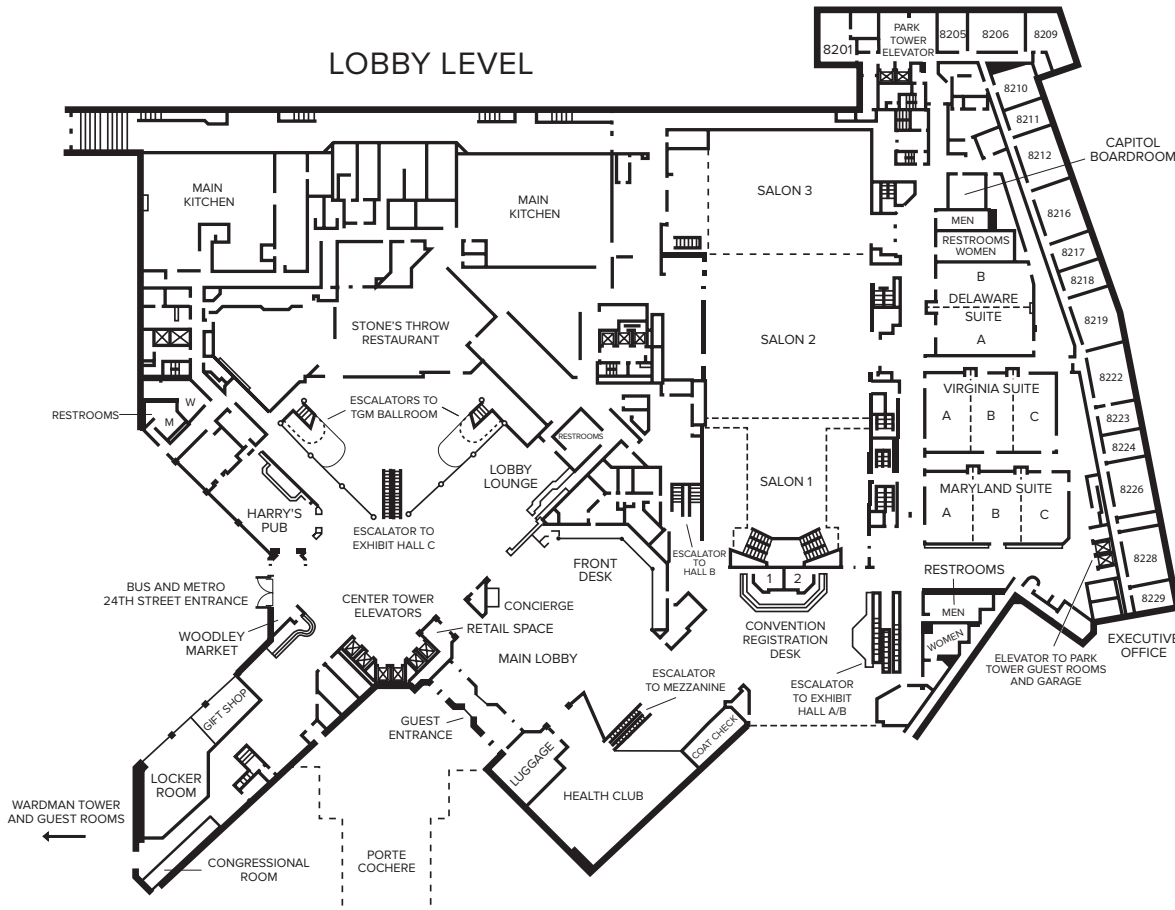 LOBBY LEVEL
8201
PARK
TOWER
ELEVATOR
8205
8206
8209
8210
8211
8212
CAPITOL
BOARDROOM
MAIN
KITCHEN
MAIN
KITCHEN
SALON 3
8216
MEN
RESTROOMS
WOMEN
8217
8218
B
DELAWARE
SUITE
A
8219
STONE'S THROW
RESTAURANT
SALON 2
8222
VIRGINIA SUITE
A
B
C
8223
8224
RESTROOMS
W
M
ESCALATORS TO
TGM BALLROOM
RESTROOMS
LOBBY
LOUNGE
SALON 1
MARYLAND SUITE
A
B
C
8226
HARRY'S
PUB
ESCALATOR TO
EXHIBIT HALL C
FRONT
DESK
ESCALATOR
TO
HALL B
8228
8229
RESTROOMS
MEN
WOMEN
1
2
BUS AND METRO
24TH STREET ENTRANCE
CENTER TOWER
ELEVATORS
CONCIERGE
RETAIL SPACE
WOODLEY
MARKET
MAIN LOBBY
CONVENTION
REGISTRATION
DESK
EXECUTIVE
OFFICE
ELEVATOR TO PARK
TOWER GUEST ROOMS
AND GARAGE
ESCALATOR
TO MEZZANINE
ESCALATOR
TO EXHIBIT
HALL A/B
GIFT SHOP
GUEST
ENTRANCE
LUGGAGE
COAT CHECK
LOCKER
ROOM
HEALTH CLUB
WARDMAN TOWER
AND GUEST ROOMS
CONGRESSIONAL
ROOM
PORTE
COCHERE